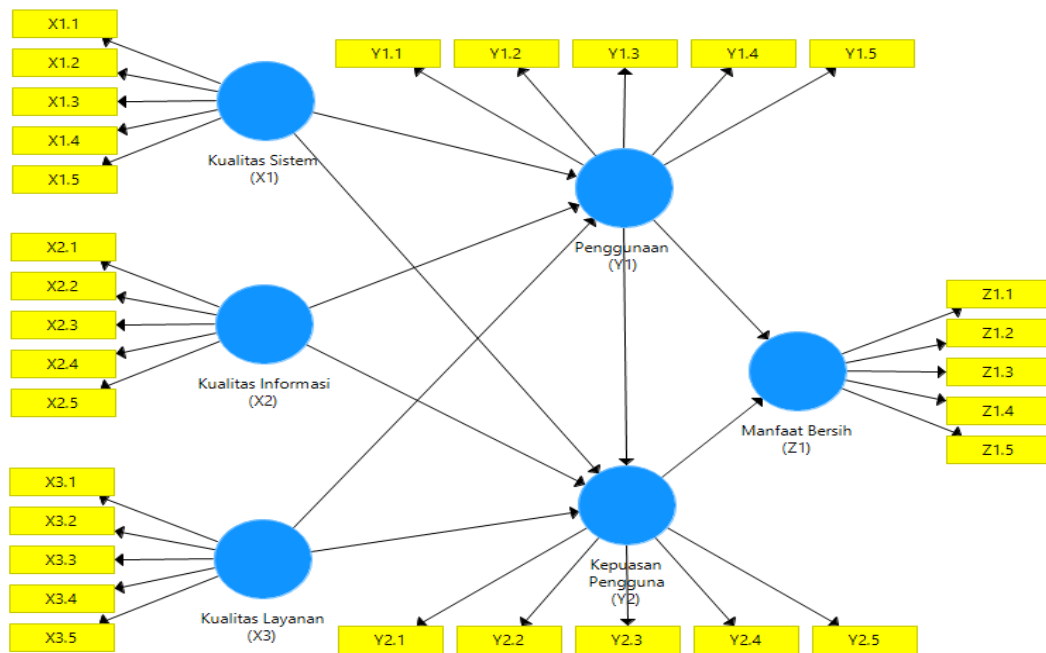 X1.1
X1.2
X1.3
X1.4
X1.5
Kualitas Sistem
(X1)
X2.1
X2.2
X2.3
X2.4
X2.5
Kualitas Informasi
(X2)
X3.1
X3.2
X3.3
X3.4
X3.5
Kualitas Layanan
(X3)
Y1.1
Y1.2
Y1.3
Y1.4
Y1.5
Penggunaan
(Y1)
Kepuasan
Pengguna
(Y2)
Y2.1
Y2.2
Y2.3
Y2.4
Y2.5
Manfaat Bersih
(Z1)
Z1.1
Z1.2
Z1.3
Z1.4
Z1.5